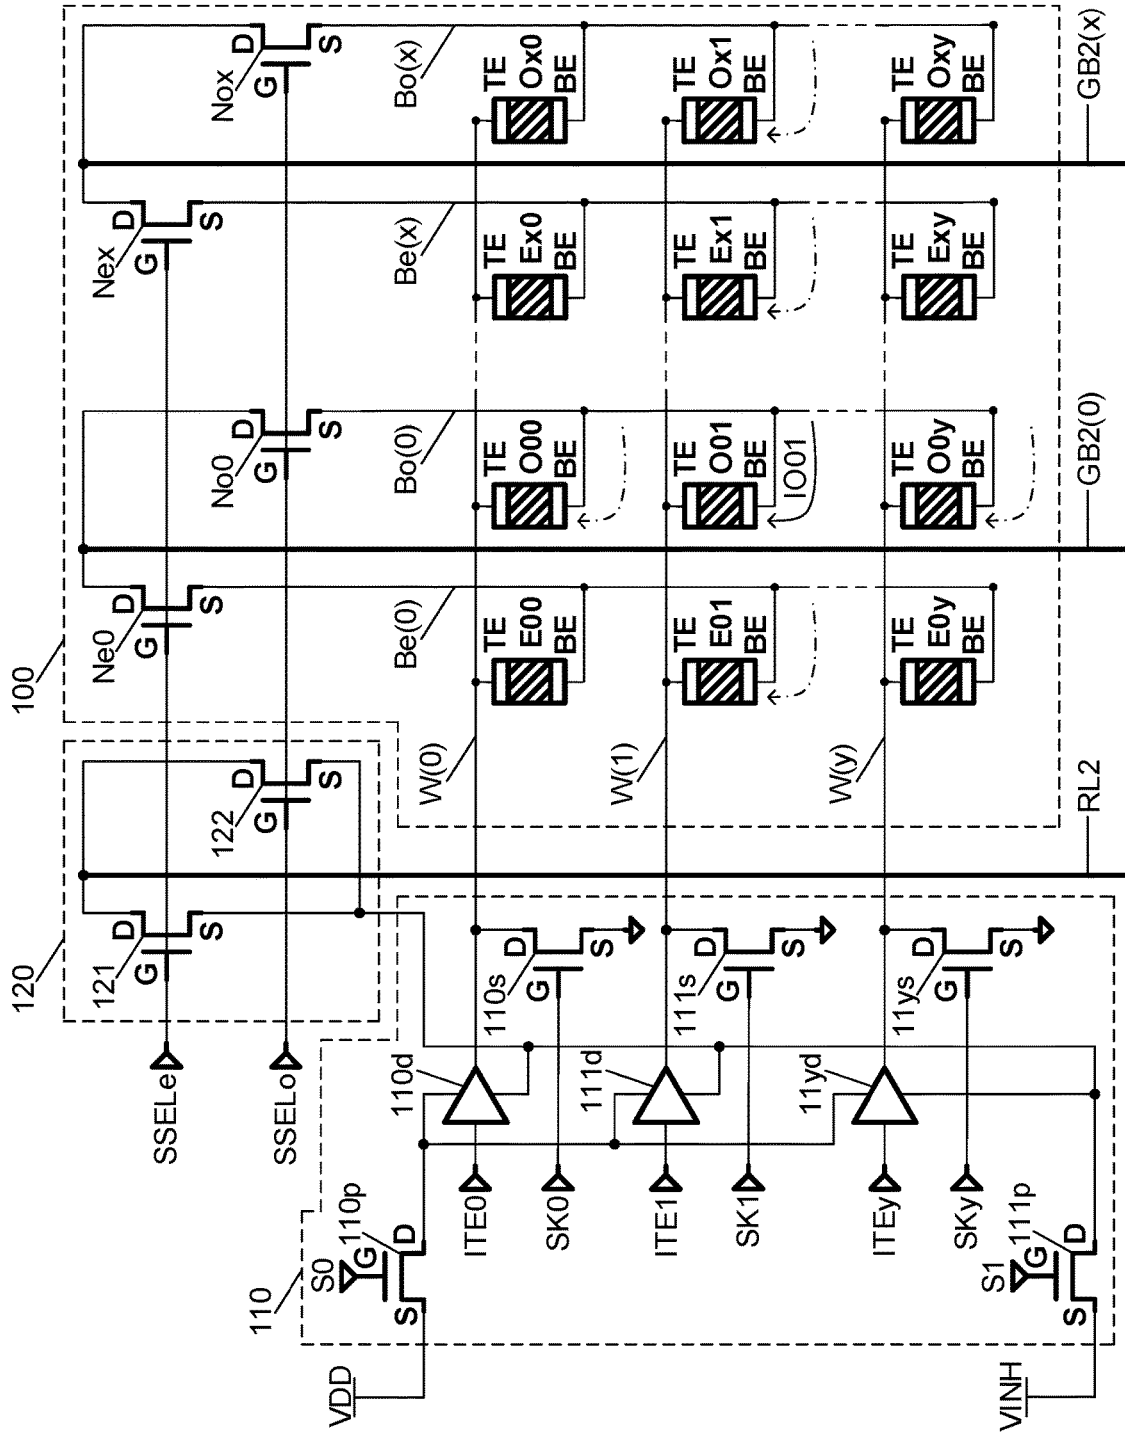 100
120
110
121
122
D
G
S
D
G
S
SSELe
SSELo
Ne0
D
G
S
No0
D
G
S
Nex
D
G
S
Nox
D
G
S
Be(0)
Bo(0)
Be(x)
Bo(x)
W(0)
W(1)
W(y)
TE
E00
BE
TE
O00
BE
TE
Ex0
BE
TE
Ox0
BE
TE
E01
BE
TE
O01
BE
IO01
TE
Ex1
BE
TE
Ox1
BE
TE
E0y
BE
TE
O0y
BE
TE
Exy
BE
TE
Oxy
BE
RL2
GB2(0)
GB2(x)
VDD
S0
110p
G
S
D
110d
ITE0
110s
D
G
S
SK0
111d
ITE1
111s
D
G
S
SK1
11yd
ITEy
11ys
D
G
S
SKy
VINH
S1
111p
G
S
D